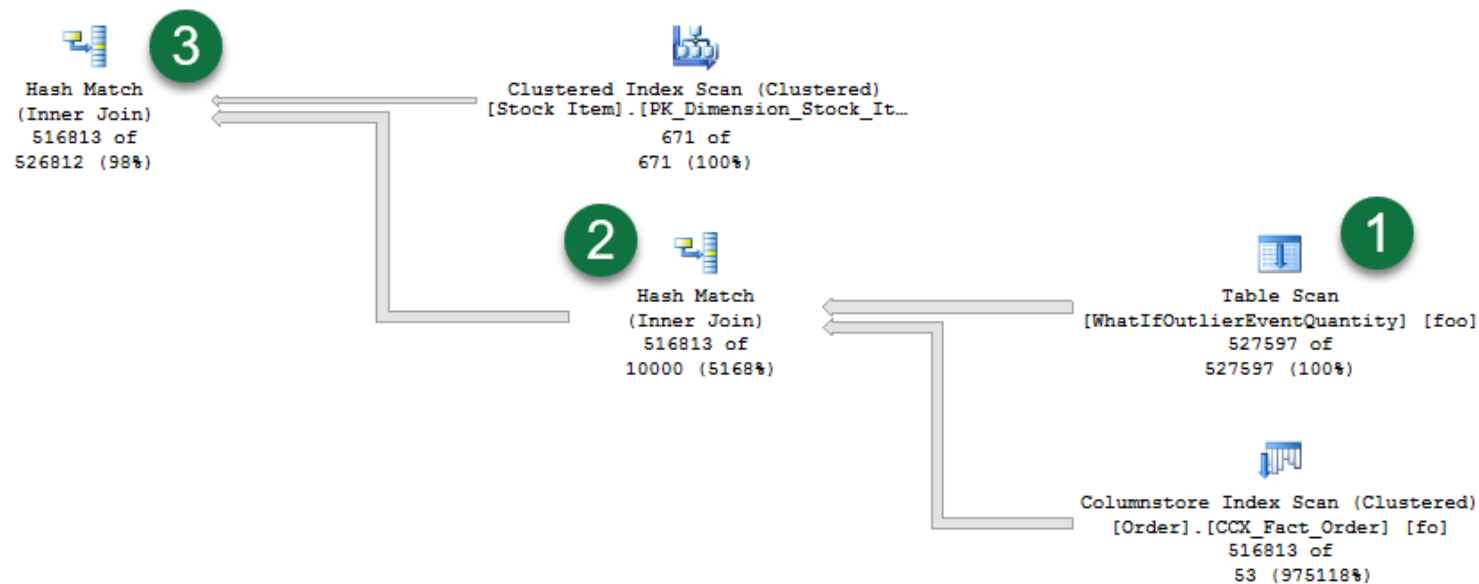 3
Hash Match
(Inner Join)
516813 of
526812 (98%)
Clustered Index Scan (Clustered)
[Stock Item].[PK_Dimension_Stock_It…
671 of
671 (100%)
2
Hash Match
(Inner Join)
516813 of
10000 (5168%)
1
Table Scan
[WhatIfOutlierEventQuantity] [foo]
527597 of
527597 (100%)
Columnstore Index Scan (Clustered)
[Order].[CCX_Fact_Order] [fo]
516813 of
53 (975118%)